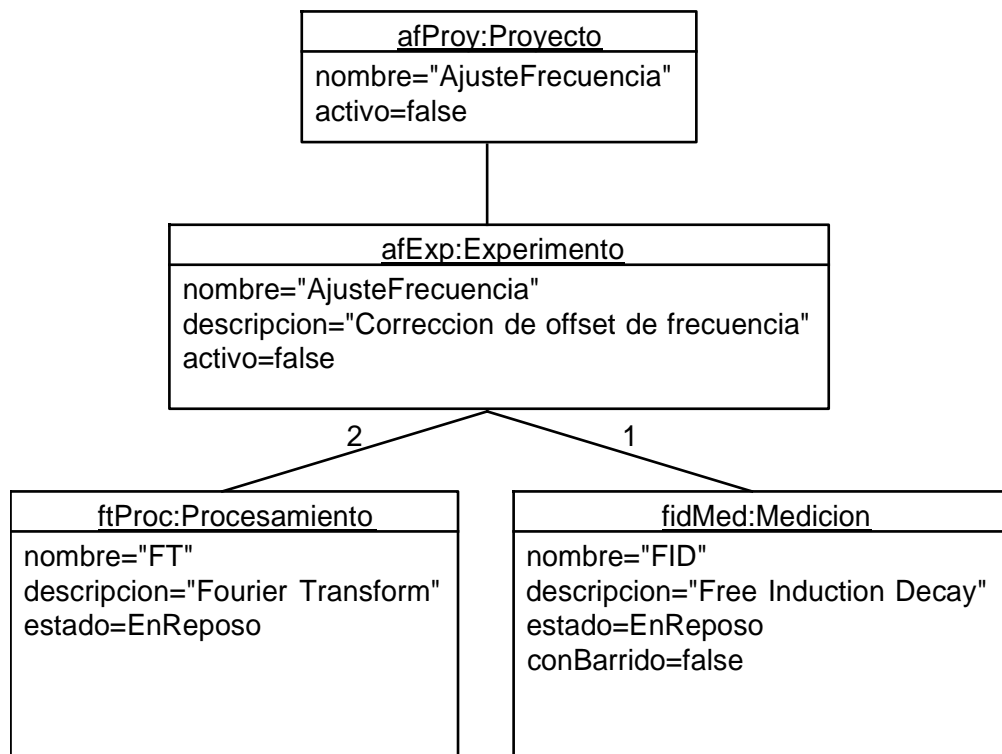 afProy:Proyecto
nombre="AjusteFrecuencia"
activo=false
afExp:Experimento
nombre="AjusteFrecuencia"
descripcion="Correccion de offset de frecuencia"
activo=false
2
1
ftProc:Procesamiento
nombre="FT"
descripcion="Fourier Transform"
estado=EnReposo
fidMed:Medicion
nombre="FID"
descripcion="Free Induction Decay"
estado=EnReposo
conBarrido=false